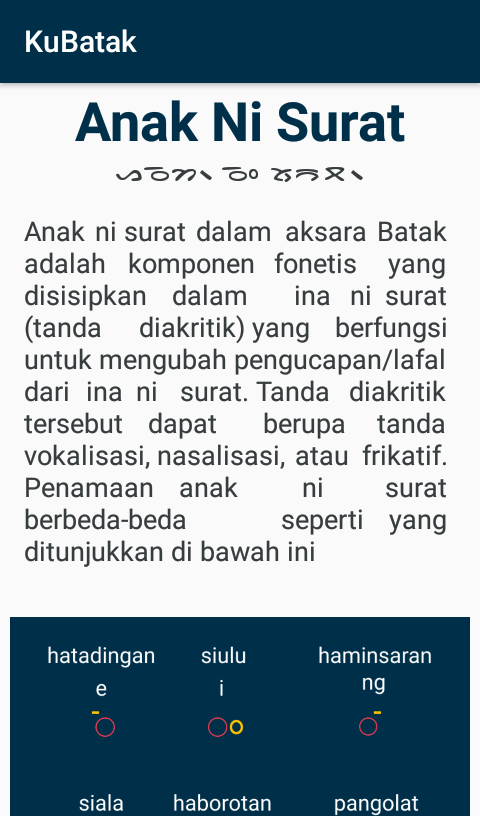 KuBatak
Anak Ni Surat
ᯀᯉᯂ᯲ ᯉᯪ ᯘᯮᯒᯖ᯲
Anak ni surat dalam aksara Batak
adalah komponen fonetis yang
disisipkan dalam ina ni surat
(tanda diakritik) yang berfungsi
untuk mengubah pengucapan/lafal
dari ina ni surat. Tanda diakritik
tersebut dapat berupa tanda
vokalisasi, nasalisasi, atau frikatif.
Penamaan anak ni surat
berbeda-beda seperti yang
ditunjukkan di bawah ini
hatadingan siulu haminsaran
e i ng
siala haborotan pangolat